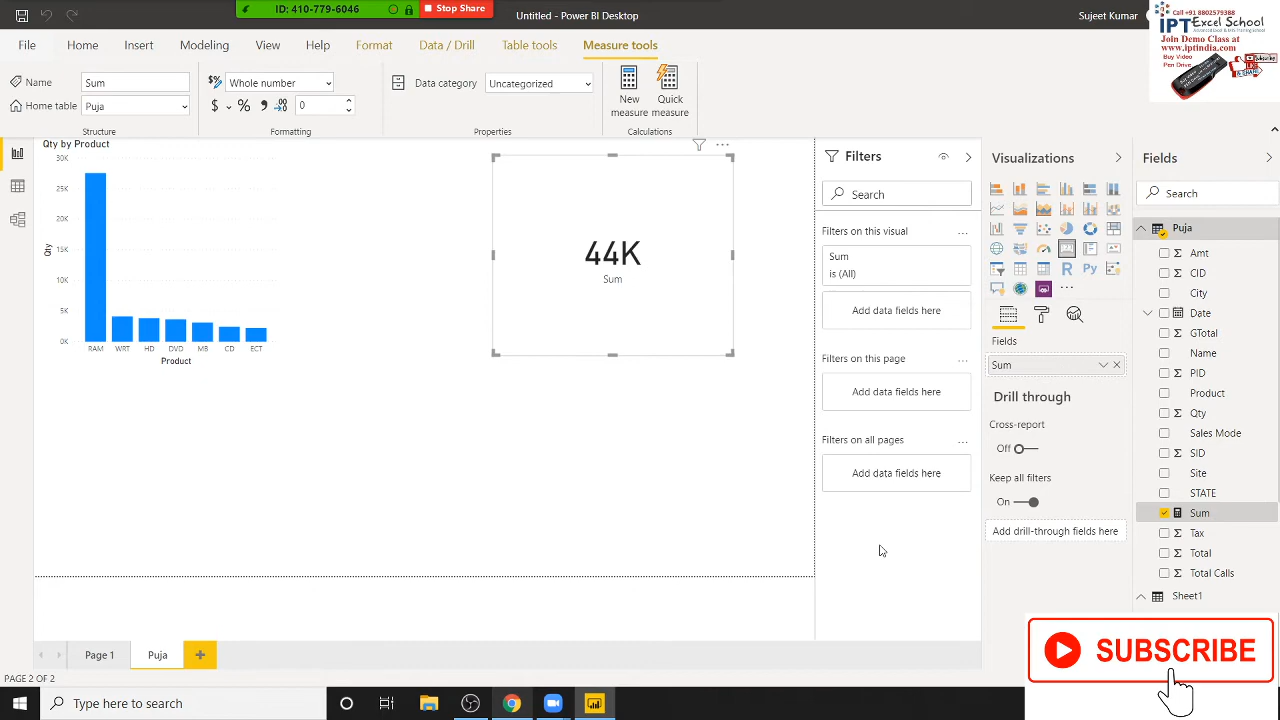 ID: 410-779-6046
Stop Share
Untitled - Power BI Desktop
Sujeet Kumar
Call +91 8802579388
IPT Excel School
Join Demo Class at
www.iptindia.com
Buy Video
Pen Drive
File
Home
Insert
Modeling
View
Help
Format
Data / Drill
Table tools
Measure tools
Name
Sum
Home table
Puja
Structure
Whole number
$
%
0
Formatting
Data category
Uncategorized
Properties
New measure
Quick measure
Calculations
Qty by Product
30K
25K
20K
15K
10K
5K
0K
Qty
RAM
WRT
HD
DVD
MB
CD
ECT
Product
44K
Sum
Filters
Search
Filters on this visual
Sum
is (All)
Add data fields here
Filters on this page
Add data fields here
Filters on all pages
Add data fields here
Visualizations
R
Py
Fields
Sum
Drill through
Cross-report
Off
Keep all filters
On
Add drill-through fields here
Fields
Search
Puja
Amt
CID
City
Date
GTotal
Name
PID
Product
Qty
Sales Mode
SID
Site
STATE
Sum
Tax
Total
Total Calls
Sheet1
SUBSCRIBE
Page 1
Puja
PAGE 2 OF 2
Type here to search